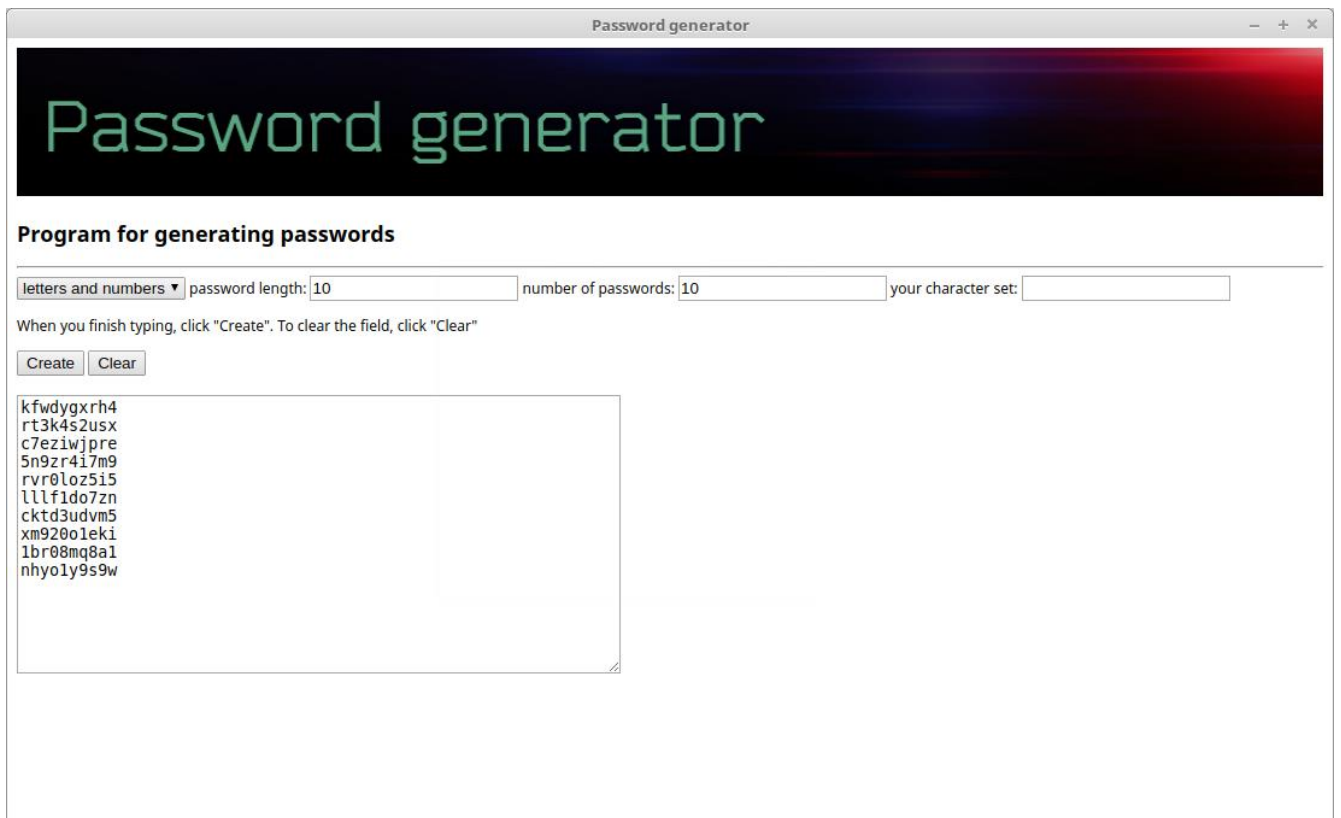 Password generator
Password generator
Program for generating passwords
letters and numbers password length: 10 number of passwords: 10 your character set:
When you finish typing, click "Create". To clear the field, click "Clear"
Create Clear
kfwdygxrh4
rt3k4s2usx
c7eziwjpre
5n9zr4i7m9
rvr0loz5i5
lllf1do7zn
cktd3udvm5
xm920o1eki
1br08mq8a1
nhyo1y9s9w